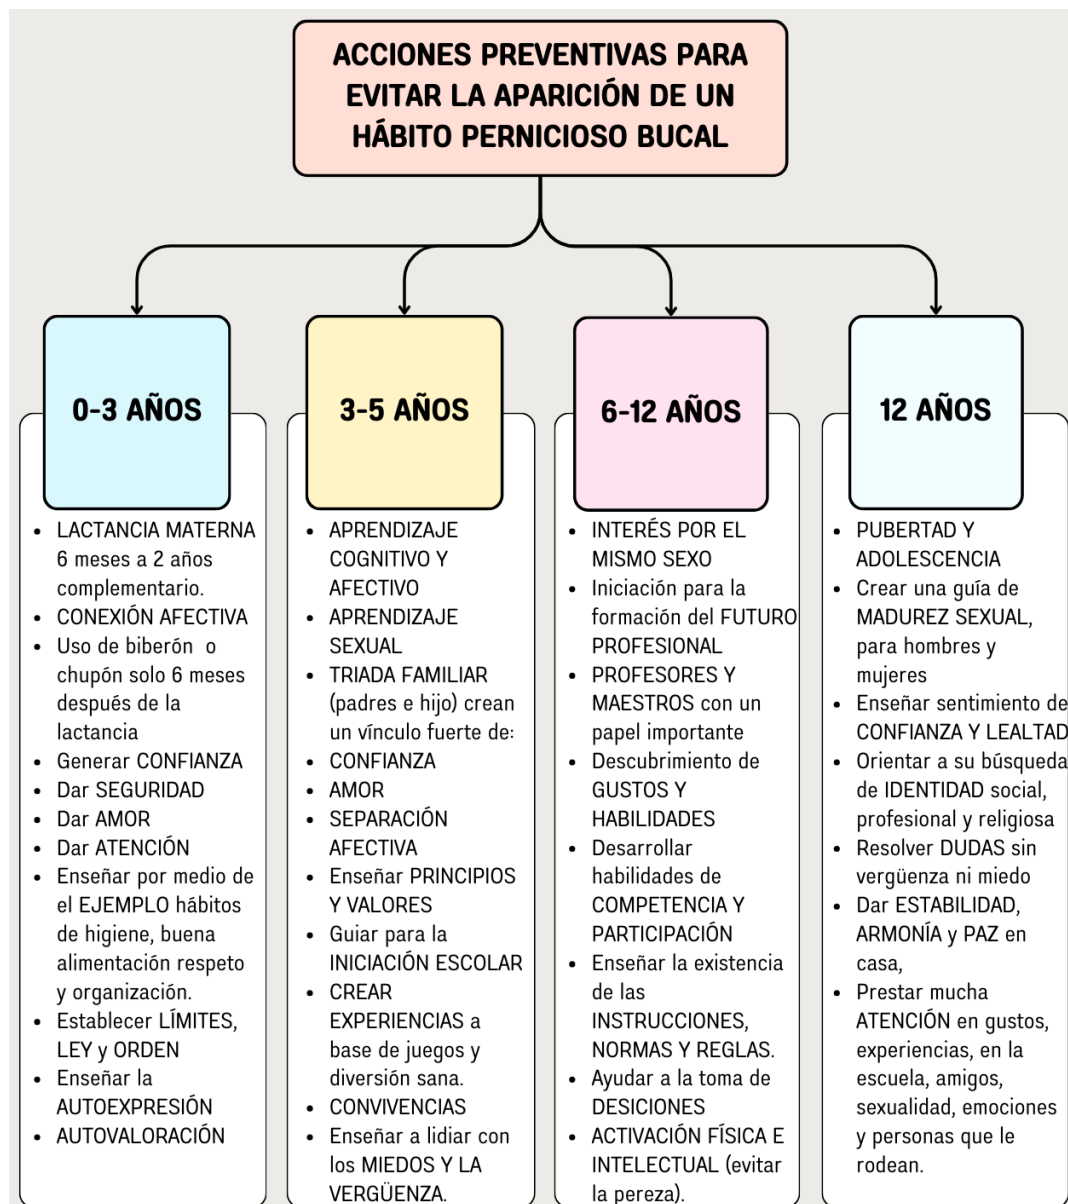 ACCIONES PREVENTIVAS PARA
EVITAR LA APARICIÓN DE UN
HÁBITO PERNICIOSO BUCAL
0-3 AÑOS
• LACTANCIA MATERNA
6 meses a 2 años
complementario.
• CONEXIÓN AFECTIVA
• Uso de biberón o
chupón solo 6 meses
después de la
lactancia
• Generar CONFIANZA
• Dar SEGURIDAD
• Dar AMOR
• Dar ATENCIÓN
• Enseñar por medio de
el EJEMPLO hábitos
de higiene, buena
alimentación respeto
y organización.
• Establecer LÍMITES,
LEY y ORDEN
• Enseñar la
AUTOEXPRESIÓN
• AUTOVALORACIÓN
3-5 AÑOS
• APRENDIZAJE
COGNITIVO Y
AFECTIVO
• APRENDIZAJE
SEXUAL
• TRIADA FAMILIAR
(padres e hijo) crean
un vínculo fuerte de:
• CONFIANZA
• AMOR
• SEPARACIÓN
AFECTIVA
• Enseñar PRINCIPIOS
Y VALORES
• Guiar para la
INICIACIÓN ESCOLAR
• CREAR
EXPERIENCIAS a
base de juegos y
diversión sana.
• CONVIVENCIAS
• Enseñar a lidiar con
los MIEDOS Y LA
VERGÜENZA.
6-12 AÑOS
• INTERÉS POR EL
MISMO SEXO
• Iniciación para la
formación del FUTURO
PROFESIONAL
• PROFESORES Y
MAESTROS con un
papel importante
• Descubrimiento de
GUSTOS Y
HABILIDADES
• Desarrollar
habilidades de
COMPETENCIA Y
PARTICIPACIÓN
• Enseñar la existencia
de las
INSTRUCCIONES,
NORMAS Y REGLAS.
• Ayudar a la toma de
DESICIONES
• ACTIVACIÓN FÍSICA E
INTELECTUAL (evitar
la pereza).
12 AÑOS
• PUBERTAD Y
ADOLESCENCIA
• Crear una guía de
MADUREZ SEXUAL,
para hombres y
mujeres
• Enseñar sentimiento de
CONFIANZA Y LEALTAD
• Orientar a su búsqueda
de IDENTIDAD social,
profesional y religiosa
• Resolver DUDAS sin
vergüenza ni miedo
• Dar ESTABILIDAD,
ARMONÍA y PAZ en
casa,
• Prestar mucha
ATENCIÓN en gustos,
experiencias, en la
escuela, amigos,
sexualidad, emociones
y personas que le
rodean.